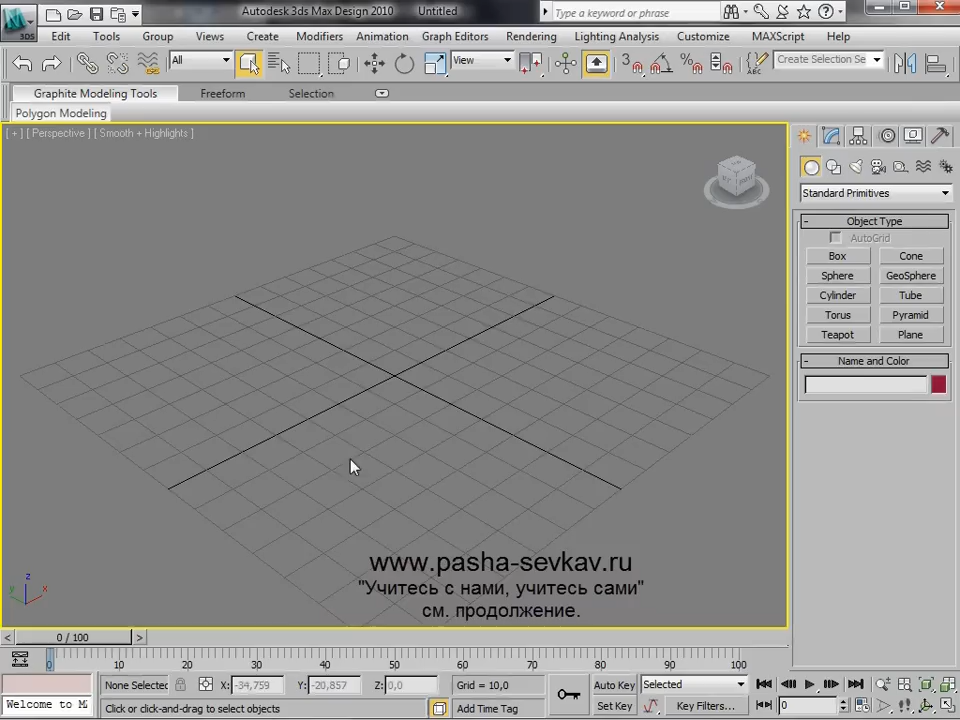 Autodesk 3ds Max Design 2010 Untitled
Type a keyword or phrase
3DS
Edit Tools Group Views Create Modifiers Animation Graph Editors Rendering Lighting Analysis Customize MAXScript Help
All
View
3
%
ABC
Create Selection Se
Graphite Modeling Tools Freeform Selection
Polygon Modeling
[ + ] [ Perspective ] [ Smooth + Highlights ]
Standard Primitives
- Object Type
AutoGrid
Box Cone
Sphere GeoSphere
Cylinder Tube
Torus Pyramid
Teapot Plane
- Name and Color
www.pasha-sevkav.ru
"Учитесь с нами, учитесь сами"
см. продолжение.
z
y x
< 0 / 100 >
0 10 20 30 40 50 60 70 80 90 100
None Selected X: -34,759 Y: -20,857 Z: 0,0 Grid = 10,0 Auto Key Selected
Welcome to M Click or click-and-drag to select objects Add Time Tag Set Key Key Filters... 0